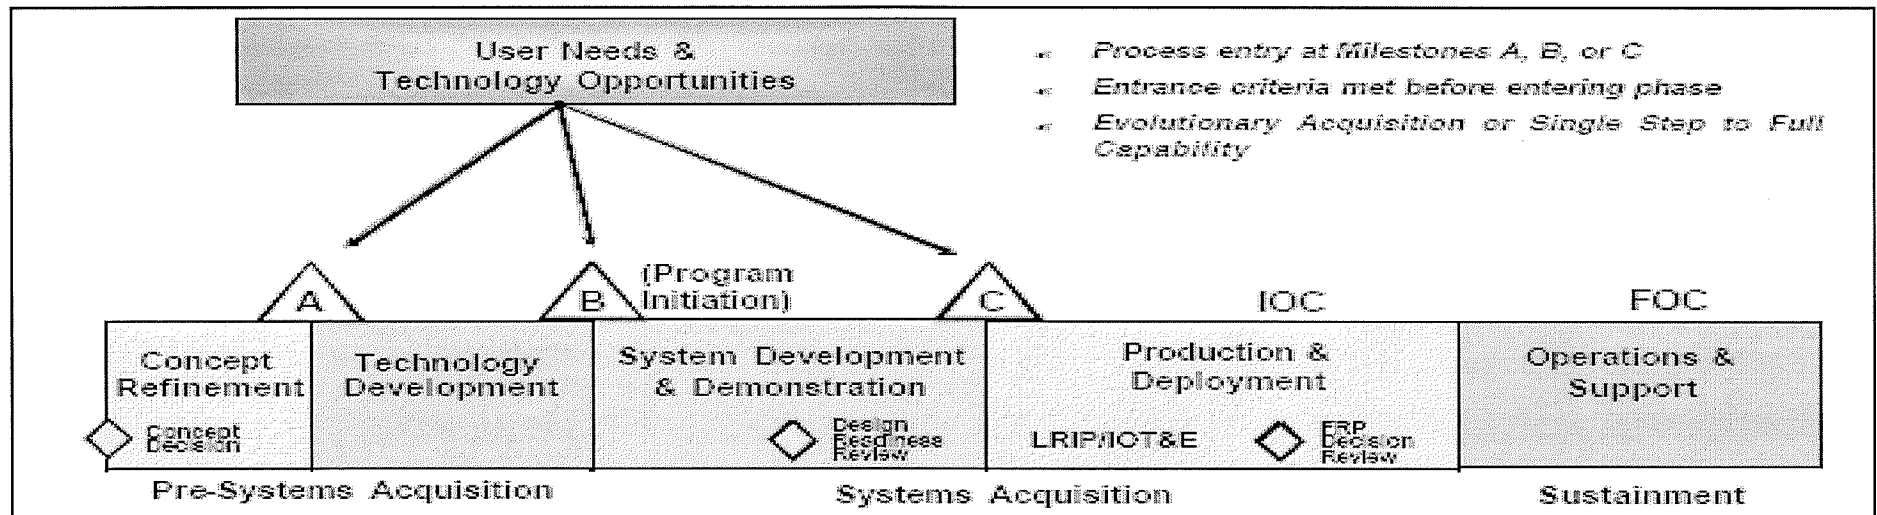 User Needs &
Technology Opportunities
Process entry at Milestones A, B, or C
Entrance criteria met before entering phase
Evolutionary Acquisition or Single Step to Full
Capability
A
B
(Program
Initiation)
C
IOC
FOC
Concept
Refinement
Technology
Development
System Development
& Demonstration
Production &
Deployment
Operations &
Support
Concept
Decision
Design
Readiness
Review
LRIP/IOT&E
FRP
Decision
Review
Pre-Systems Acquisition
Systems Acquisition
Sustainment